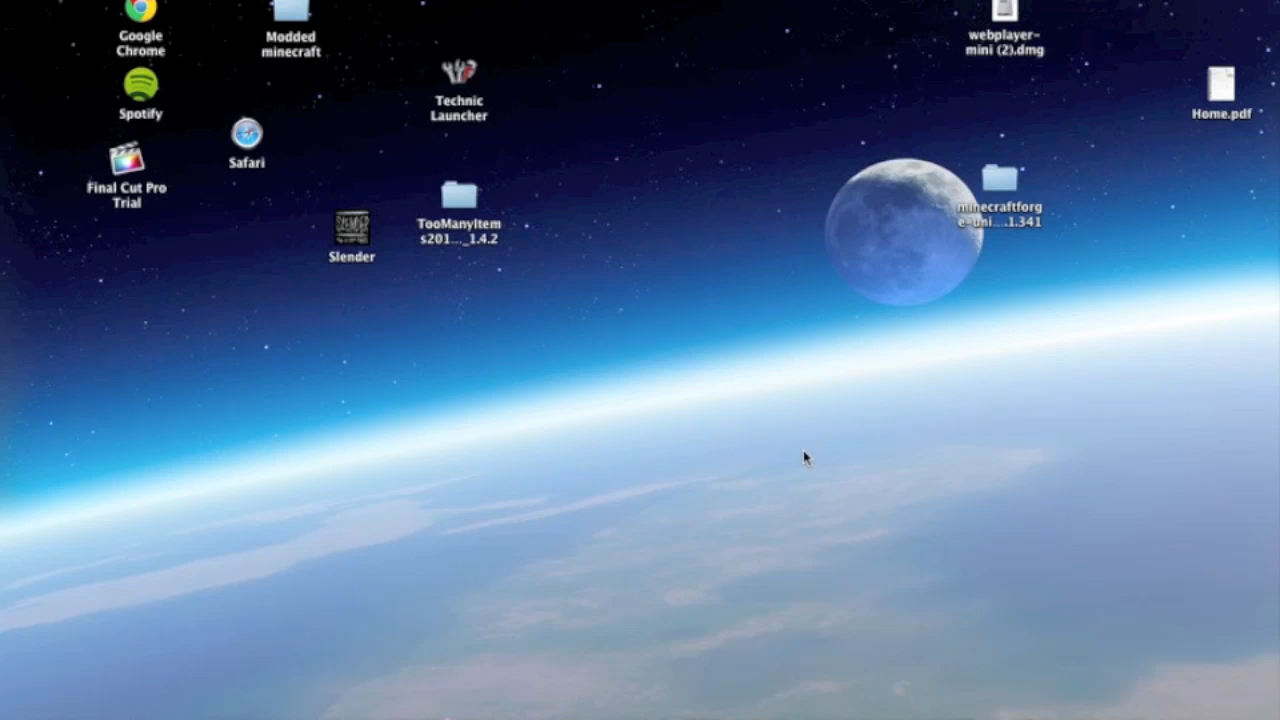 Google
Chrome
Modded
minecraft
webplayer-
mini (2).dmg
Spotify
Technic
Launcher
Home.pdf
Safari
Final Cut Pro
Trial
SLENDER
Slender
TooManyItem
s201..._1.4.2
minecraftforg
e-uni....1.341